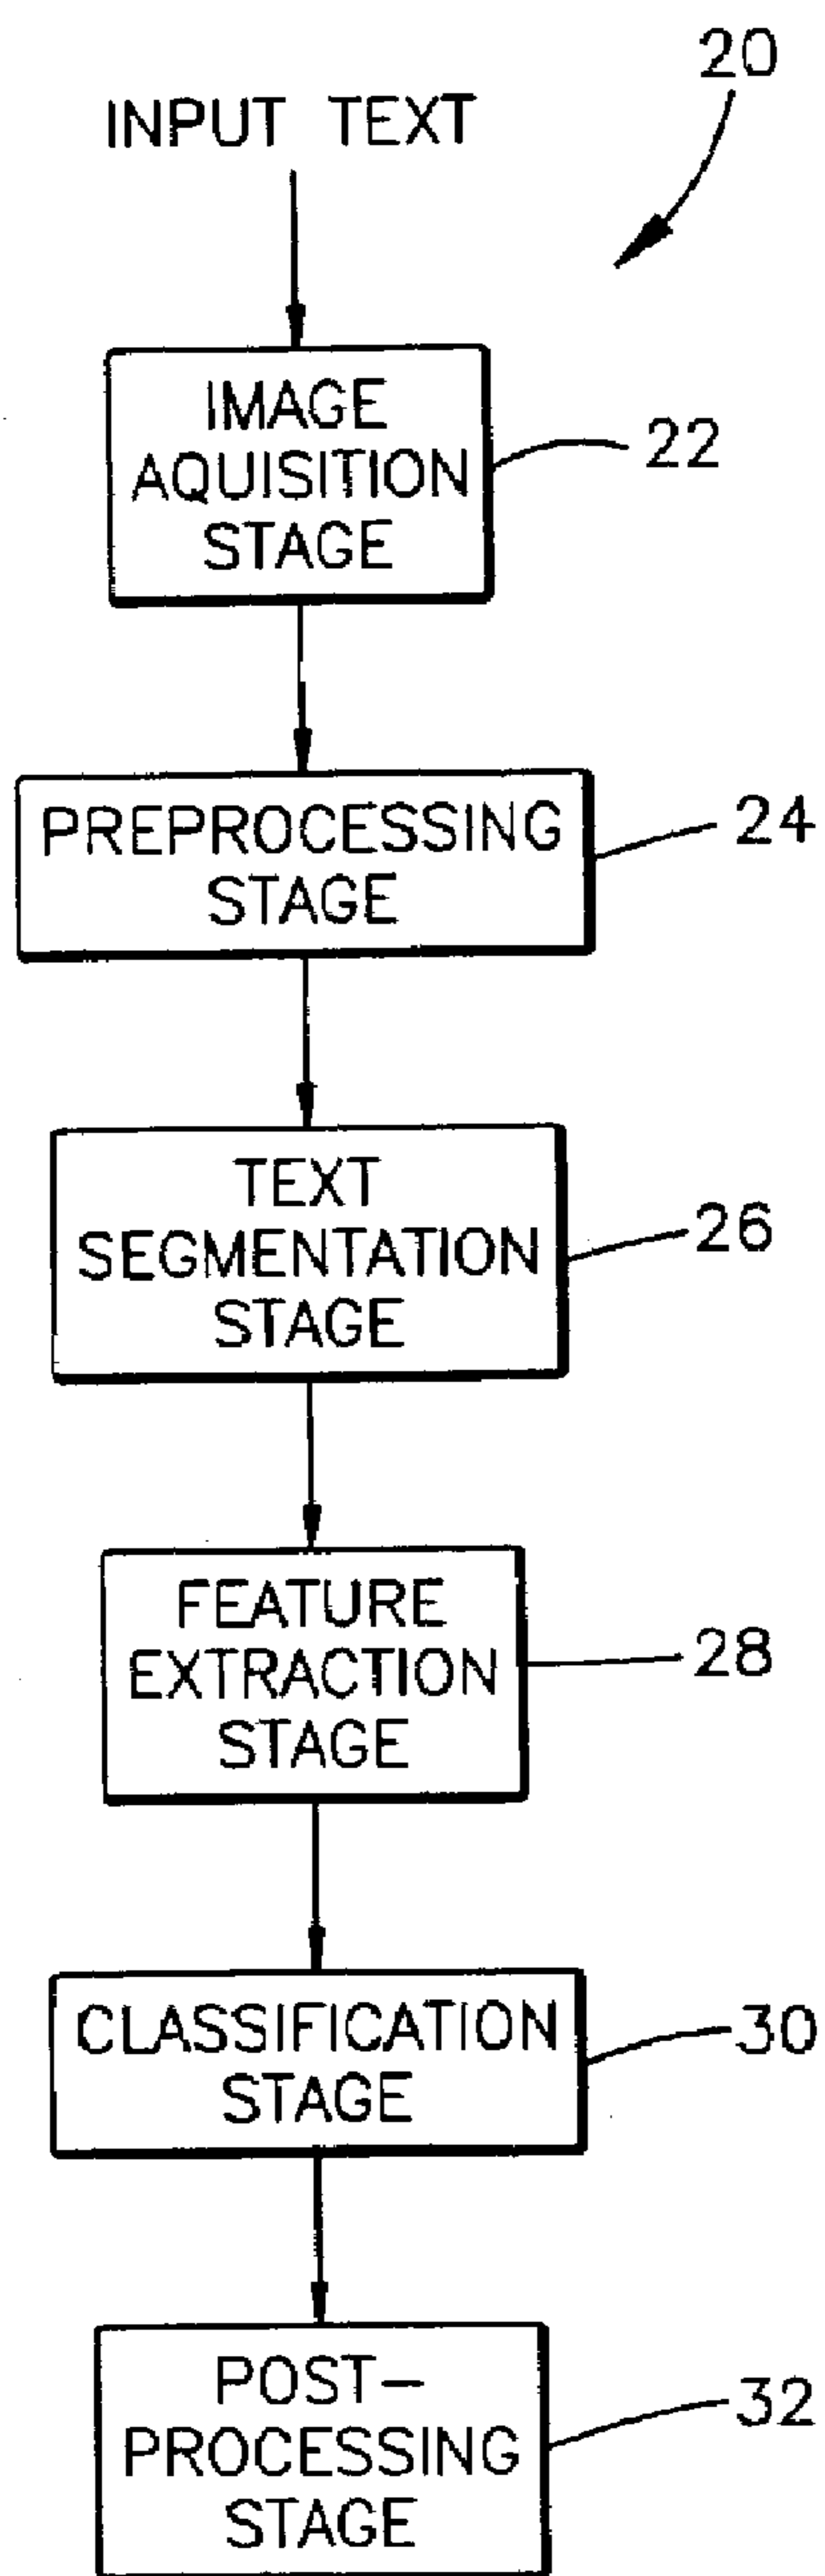 20
INPUT TEXT
IMAGE
AQUISITION
STAGE
22
PREPROCESSING
STAGE
24
TEXT
SEGMENTATION
STAGE
26
FEATURE
EXTRACTION
STAGE
28
CLASSIFICATION
STAGE
30
POST-
PROCESSING
STAGE
32